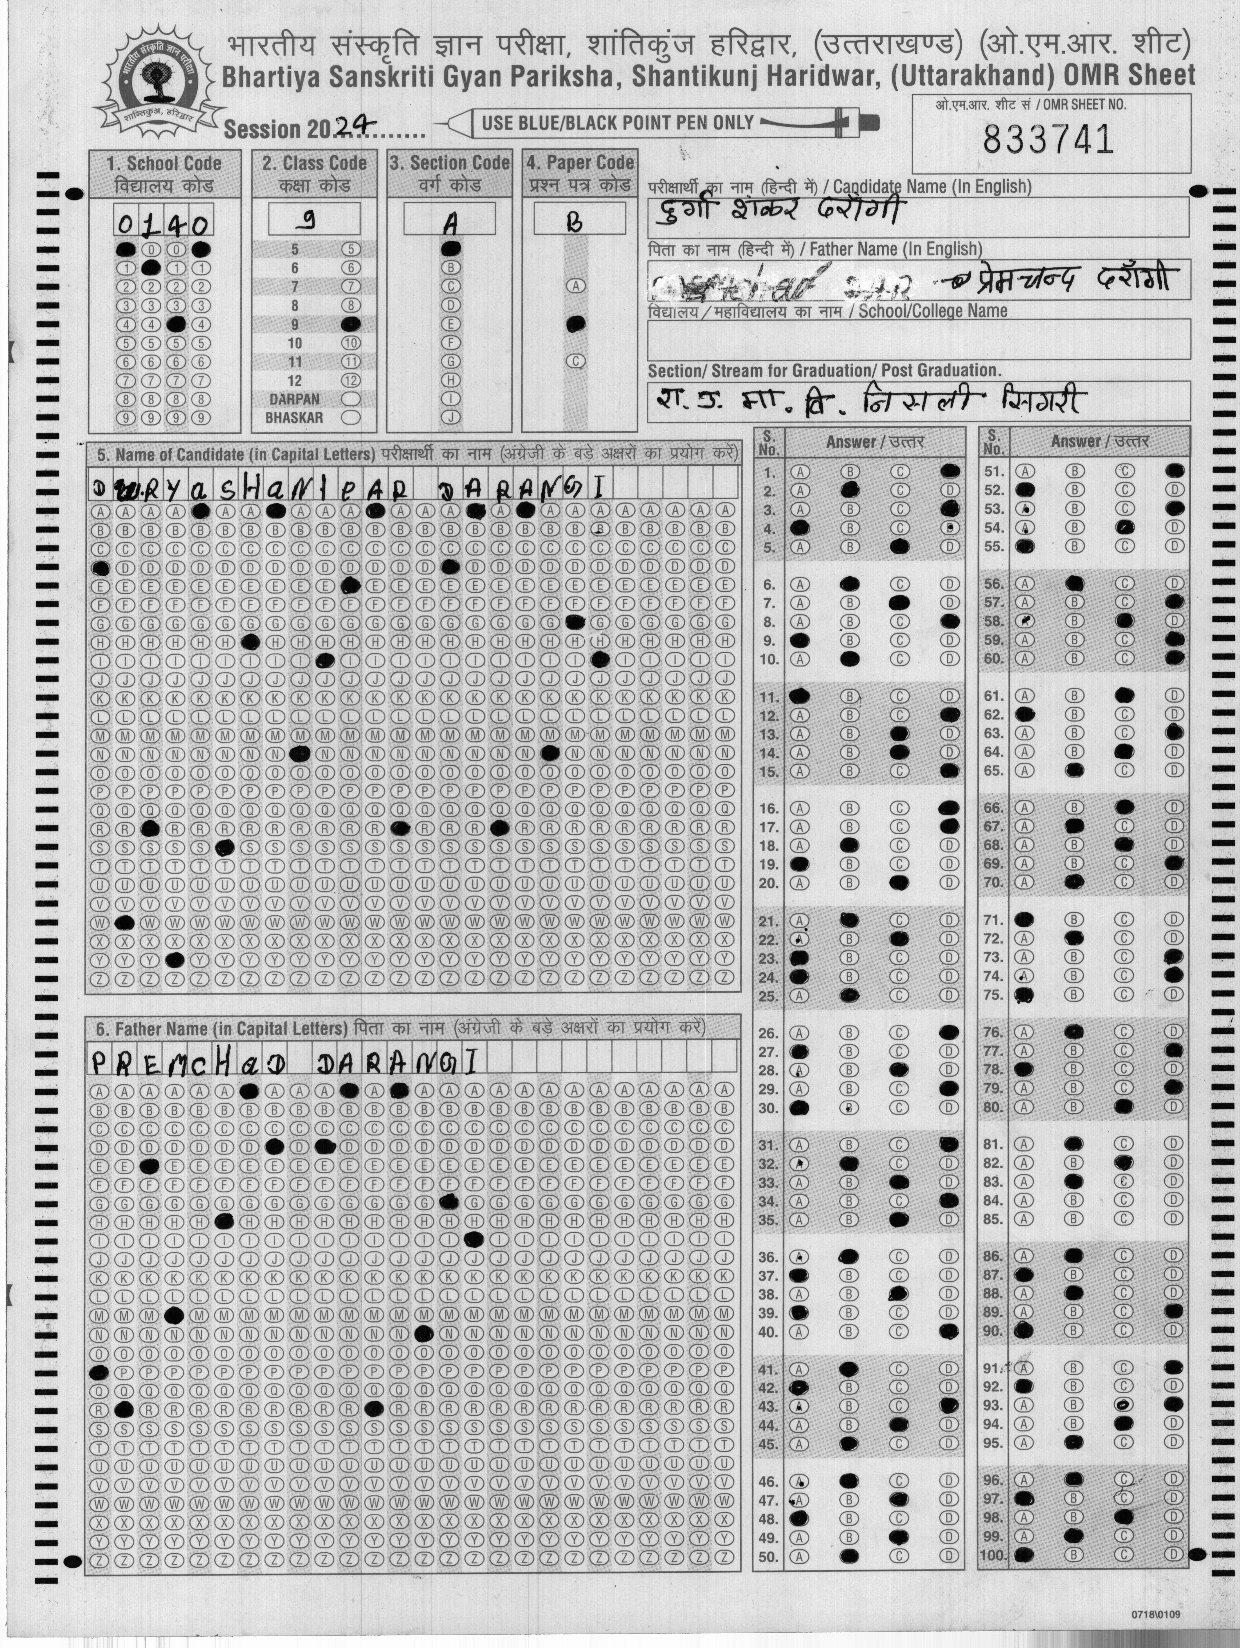 भारतीय संस्कृति ज्ञान परीक्षा, शांतिकुंज हरिद्वार, (उत्तराखण्ड) (ओ.एम.आर. शीट)
Bhartiya Sanskriti Gyan Pariksha, Shantikunj Haridwar, (Uttarakhand) OMR Sheet
Session 2024
USE BLUE/BLACK POINT PEN ONLY
ओ.एम.आर. शीट सं / OMR SHEET NO.
833741
1. School Code
विद्यालय कोड
0140
2. Class Code
कक्षा कोड
9
5
6
7
8
9
10
11
12
DARPAN
BHASKAR
3. Section Code
वर्ग कोड
A
4. Paper Code
प्रश्न पत्र कोड
B
परीक्षार्थी का नाम (हिन्दी में) / Candidate Name (In English)
दुर्गा शंकर दरांगी
पिता का नाम (हिन्दी में) / Father Name (In English)
प्रेमचन्द दराँगी
विद्यालय / महाविद्यालय का नाम / School/College Name
Section/ Stream for Graduation/ Post Graduation.
रा. उ. मा. वि. निसली सिगरी
5. Name of Candidate (in Capital Letters) परीक्षार्थी का नाम (अंग्रेजी के बडे अक्षरों का प्रयोग करें)
DARANGI
6. Father Name (in Capital Letters) पिता का नाम (अंग्रेजी के बडे अक्षरों का प्रयोग करें)
PREMCHaD DARANGI
S. No. Answer / उत्तर
S. No. Answer / उत्तर
0718\0109